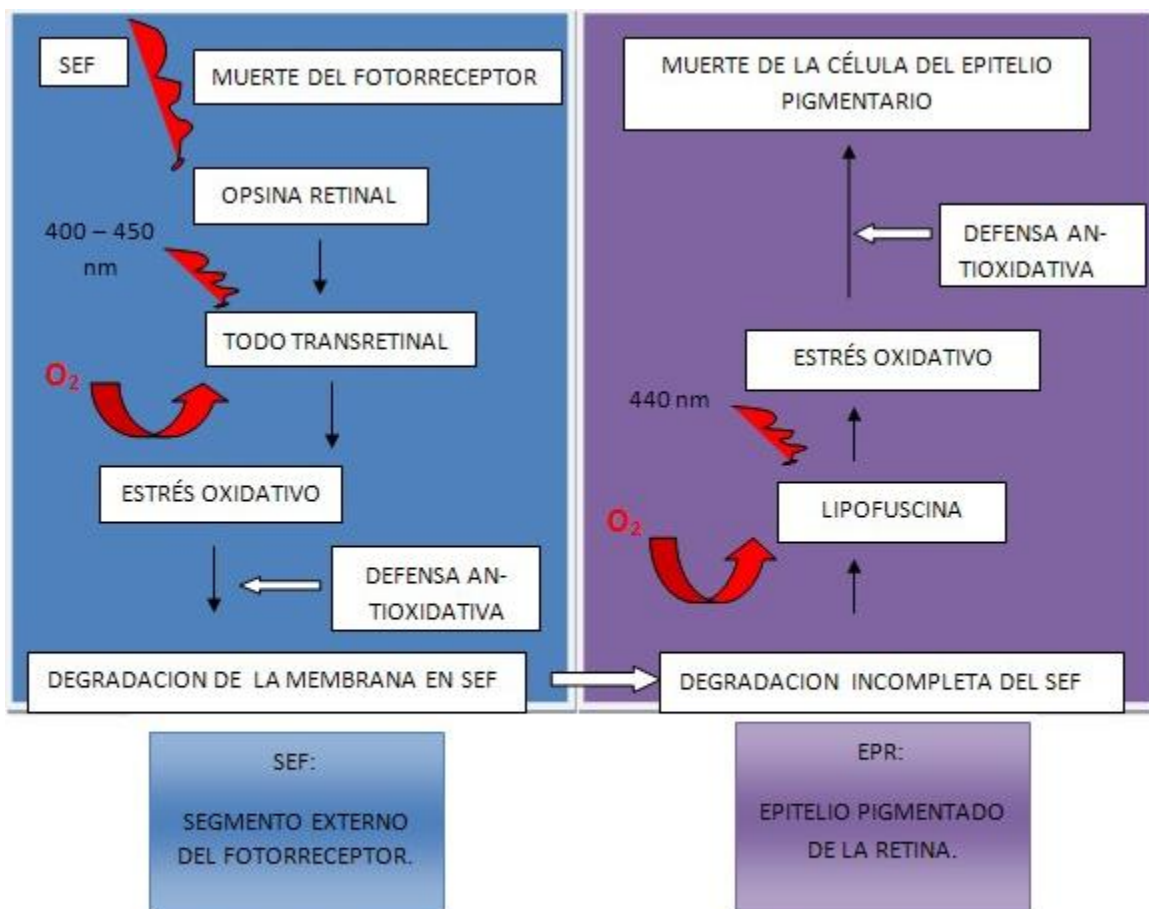 SEF
MUERTE DEL FOTORRECEPTOR
OPSINA RETINAL
400 – 450
nm
TODO TRANSRETINAL
O₂
ESTRÉS OXIDATIVO
DEFENSA AN-
TIOXIDATIVA
DEGRADACION DE LA MEMBRANA EN SEF
MUERTE DE LA CÉLULA DEL EPITELIO
PIGMENTARIO
DEFENSA AN-
TIOXIDATIVA
ESTRÉS OXIDATIVO
440 nm
LIPOFUSCINA
O₂
DEGRADACION INCOMPLETA DEL SEF
SEF:
SEGMENTO EXTERNO
DEL FOTORRECEPTOR.
EPR:
EPITELIO PIGMENTADO
DE LA RETINA.